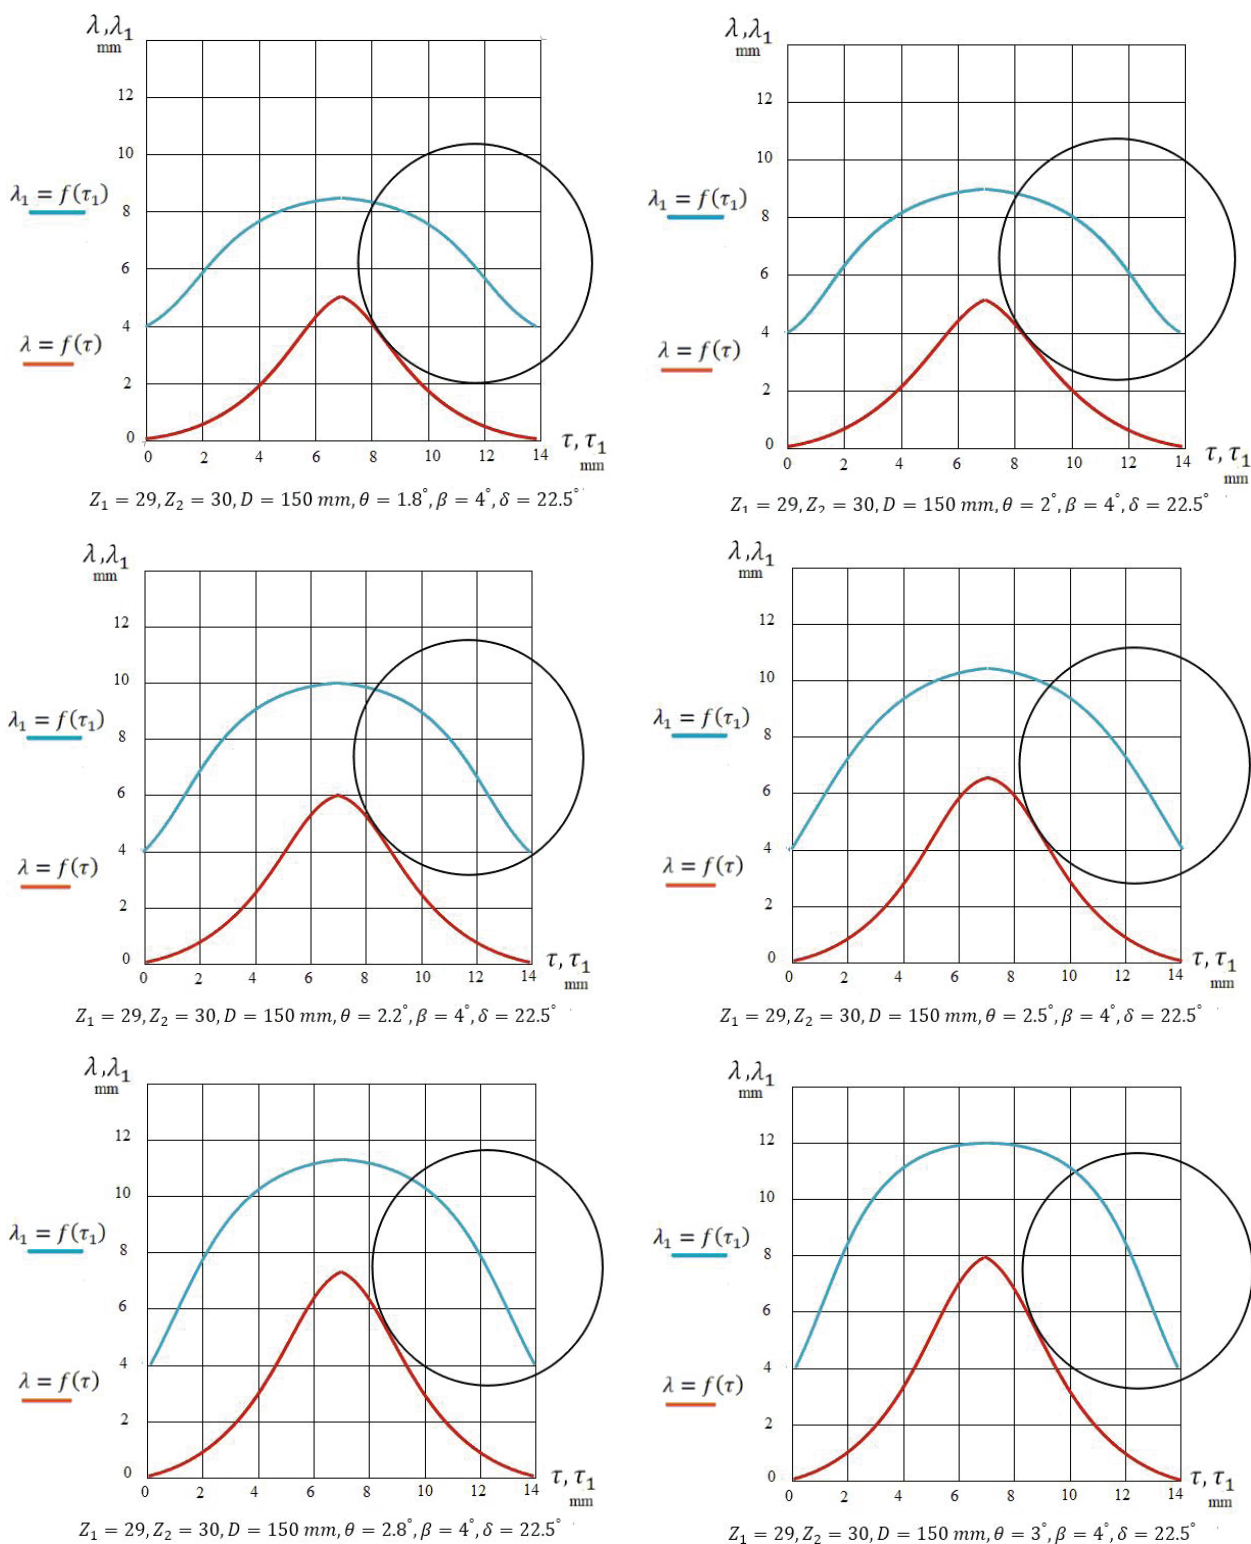 λ,λ₁
mm
12
10
λ₁ = f(τ₁)
8
6
4
λ = f(τ)
2
0
0 2 4 6 8 10 12 14
τ, τ₁
mm
Z₁ = 29, Z₂ = 30, D = 150 mm, θ = 1.8°, β = 4°, δ = 22.5°
λ,λ₁
mm
12
10
λ₁ = f(τ₁)
8
6
4
λ = f(τ)
2
0
0 2 4 6 8 10 12 14
τ, τ₁
mm
Z₁ = 29, Z₂ = 30, D = 150 mm, θ = 2°, β = 4°, δ = 22.5°
λ,λ₁
mm
12
10
λ₁ = f(τ₁)
8
6
4
λ = f(τ)
2
0
0 2 4 6 8 10 12 14
τ, τ₁
mm
Z₁ = 29, Z₂ = 30, D = 150 mm, θ = 2.2°, β = 4°, δ = 22.5°
λ,λ₁
mm
12
10
λ₁ = f(τ₁)
8
6
4
λ = f(τ)
2
0
0 2 4 6 8 10 12 14
τ, τ₁
mm
Z₁ = 29, Z₂ = 30, D = 150 mm, θ = 2.5°, β = 4°, δ = 22.5°
λ,λ₁
mm
12
10
λ₁ = f(τ₁)
8
6
4
λ = f(τ)
2
0
0 2 4 6 8 10 12 14
τ, τ₁
mm
Z₁ = 29, Z₂ = 30, D = 150 mm, θ = 2.8°, β = 4°, δ = 22.5°
λ,λ₁
mm
12
10
λ₁ = f(τ₁)
8
6
4
λ = f(τ)
2
0
0 2 4 6 8 10 12 14
τ, τ₁
mm
Z₁ = 29, Z₂ = 30, D = 150 mm, θ = 3°, β = 4°, δ = 22.5°